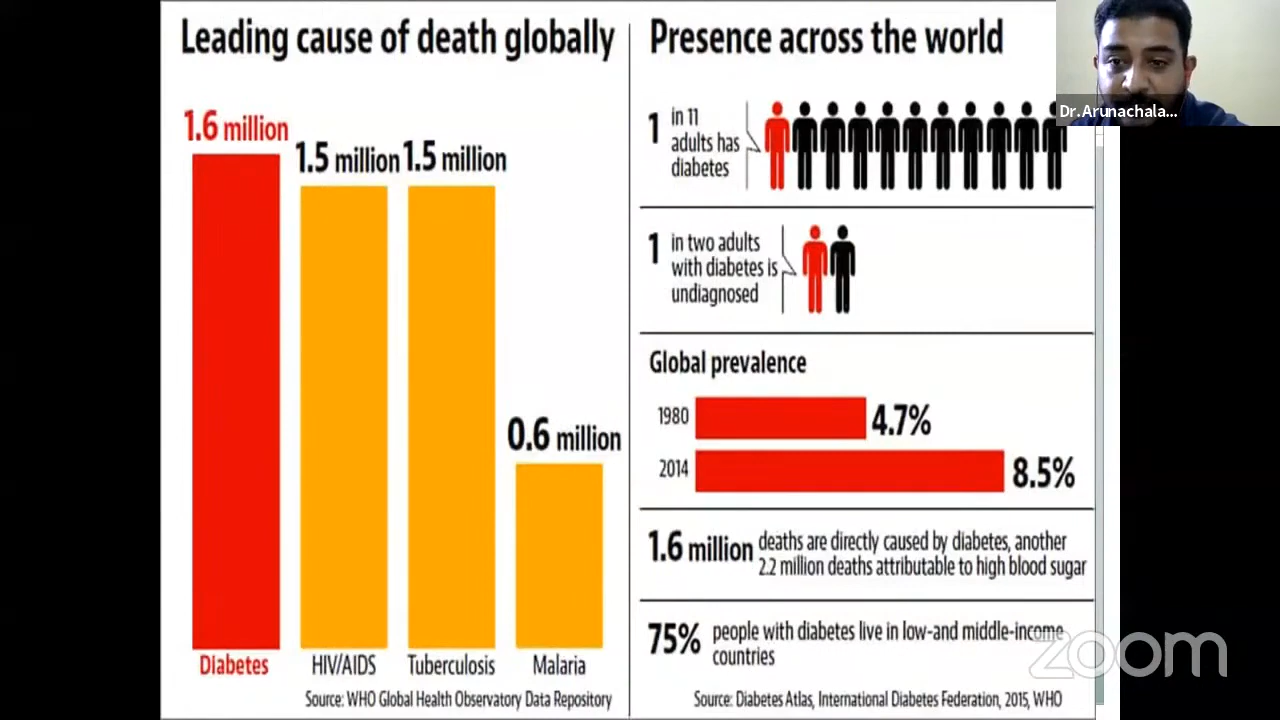 Leading cause of death globally
1.6 million
1.5 million
1.5 million
0.6 million
Diabetes
HIV/AIDS
Tuberculosis
Malaria
Source: WHO Global Health Observatory Data Repository
Presence across the world
1 in 11
adults has
diabetes
1 in two adults
with diabetes is
undiagnosed
Global prevalence
1980
4.7%
2014
8.5%
1.6 million deaths are directly caused by diabetes, another
2.2 million deaths attributable to high blood sugar
75% people with diabetes live in low-and middle-income
countries
Source: Diabetes Atlas, International Diabetes Federation, 2015, WHO
Dr.Arunachala...
zoom